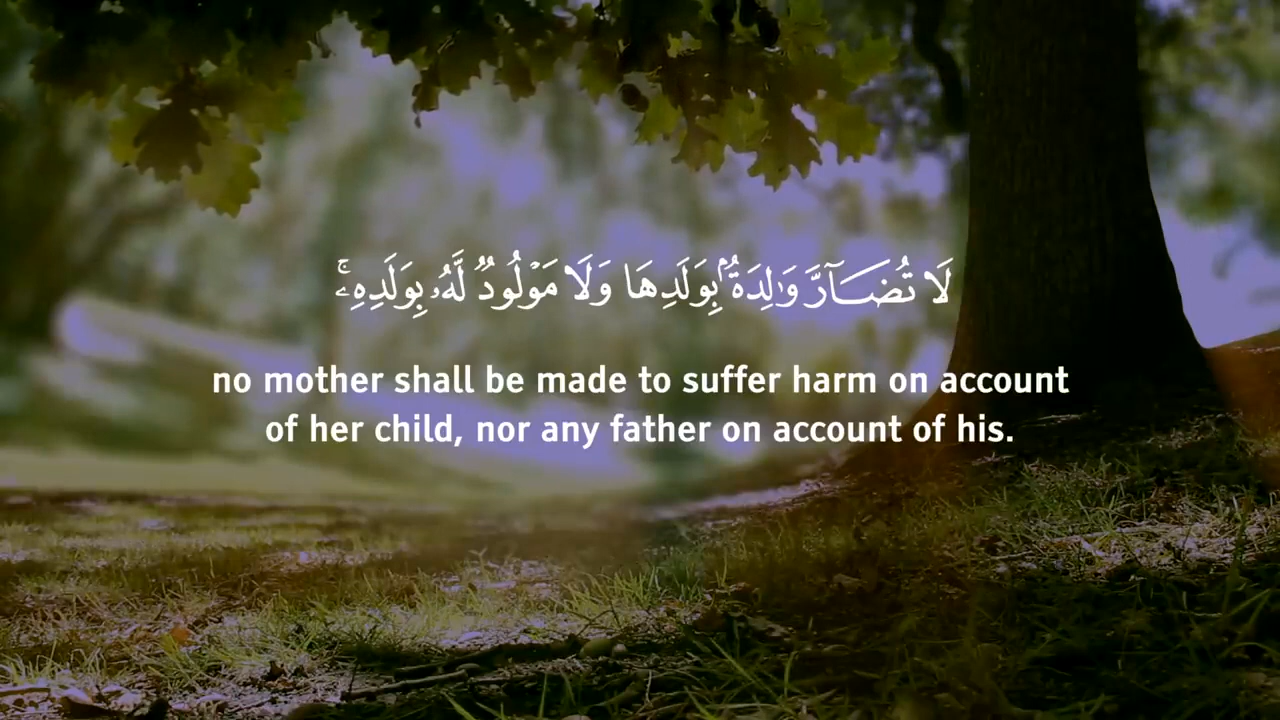 لَا تُضَآرَّ وَٰلِدَةُۢ بِوَلَدِهَا وَلَا مَوْلُودٌ لَّهُۥ بِوَلَدِهِۦۚ
no mother shall be made to suffer harm on account
of her child, nor any father on account of his.